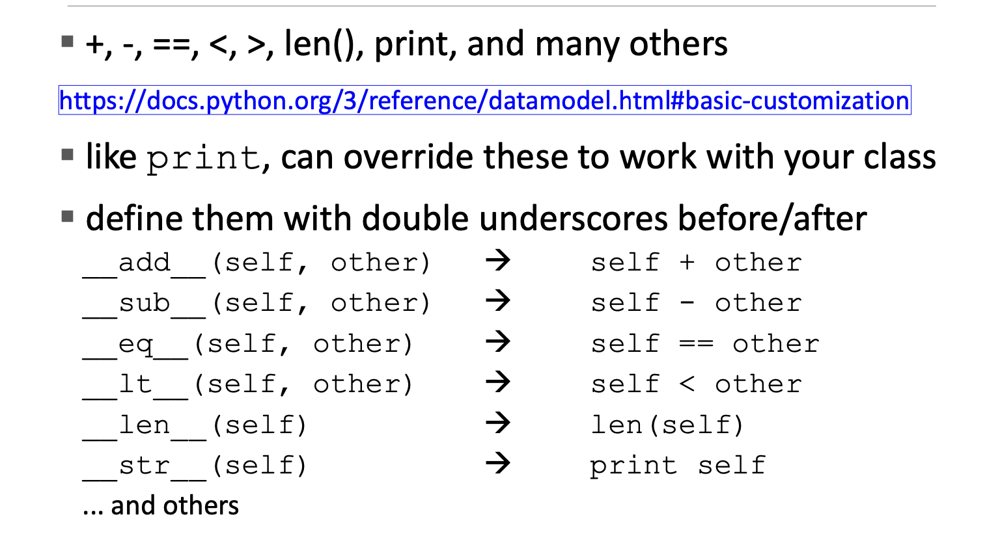 ▪ +, -, ==, <, >, len(), print, and many others
https://docs.python.org/3/reference/datamodel.html#basic-customization
▪ like print, can override these to work with your class
▪ define them with double underscores before/after
__add__(self, other) → self + other
__sub__(self, other) → self - other
__eq__(self, other) → self == other
__lt__(self, other) → self < other
__len__(self) → len(self)
__str__(self) → print self
... and others